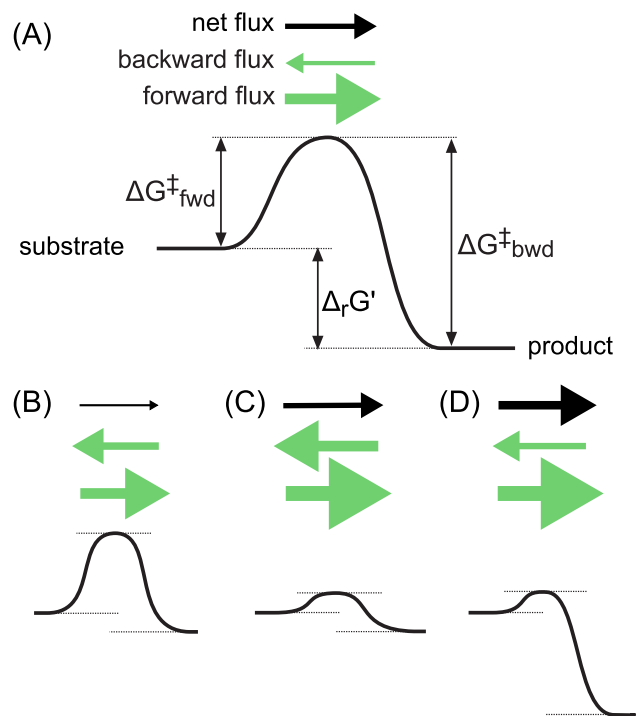 (A)
net flux
backward flux
forward flux
ΔG‡fwd
substrate
ΔG‡bwd
ΔrG'
product
(B)
(C)
(D)